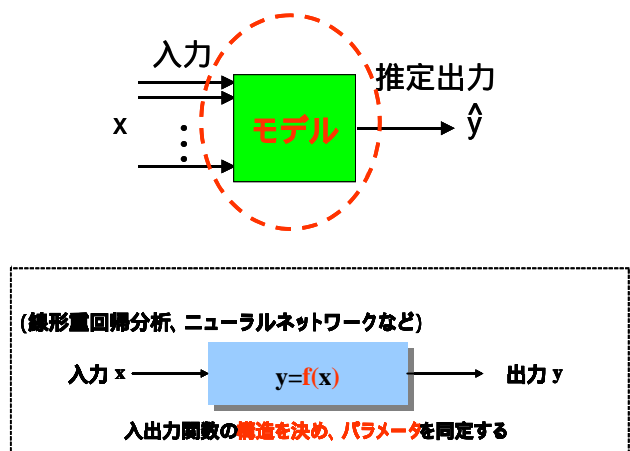 入力
推定出力
x
モデル
ŷ
(線形重回帰分析、ニューラルネットワークなど)
入力 x
y=f(x)
出力 y
入出力関数の構造を決め、パラメータを同定する